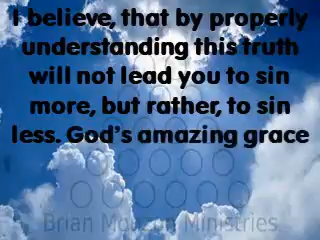 I believe, that by properly
understanding this truth
will not lead you to sin
more, but rather, to sin
less. God's amazing grace
Brian Ministries